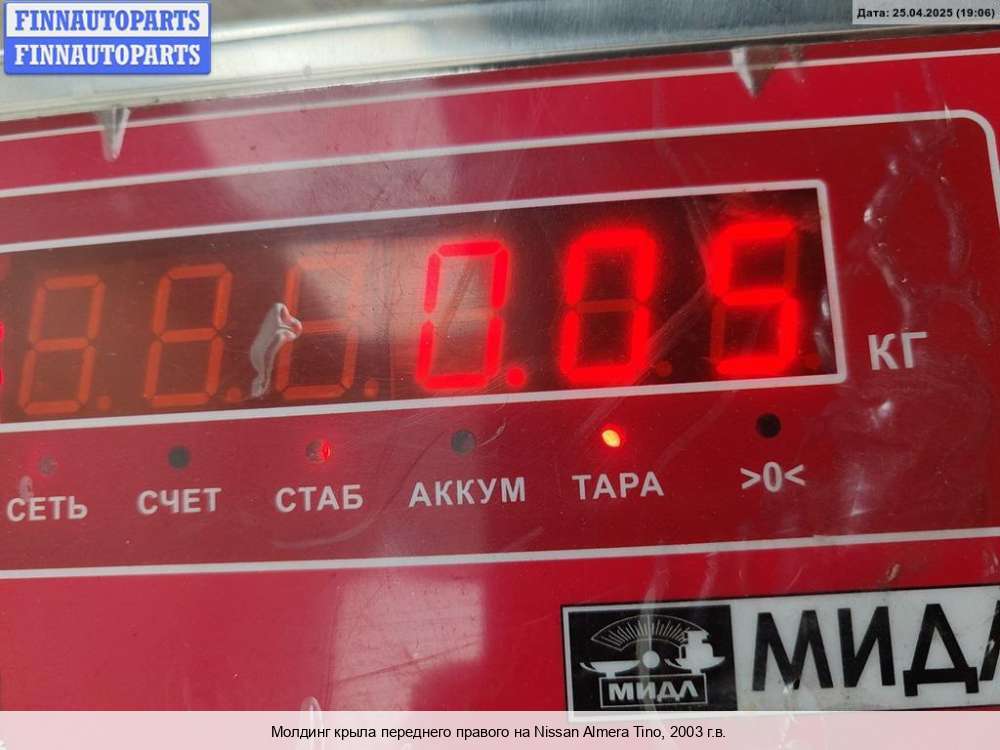 FINNAUTOPARTS
FINNAUTOPARTS
Дата: 25.04.2025 (19:06)
0.05
КГ
СЕТЬ СЧЕТ СТАБ АККУМ ТАРА >0<
МИДЛ
МИДЛ
Молдинг крыла переднего правого на Nissan Almera Tino, 2003 г.в.